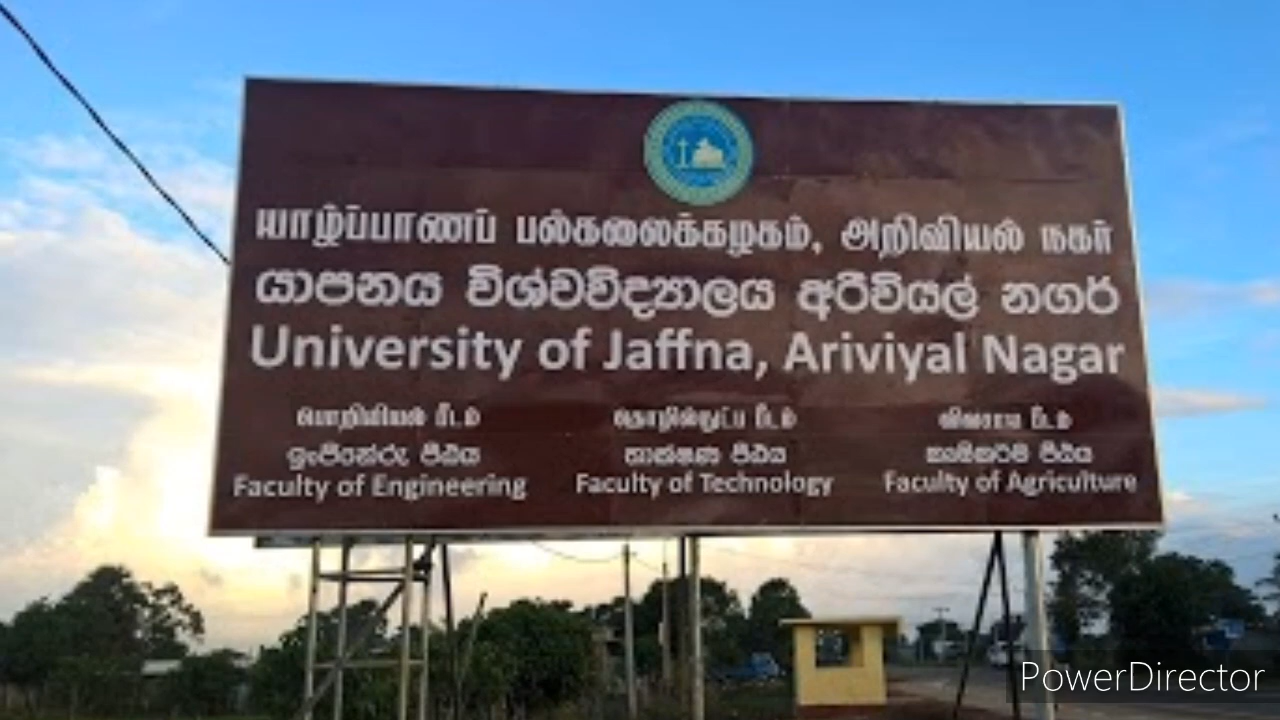 யாழ்ப்பாணப் பல்கலைக்கழகம், அறிவியல் நகர்
යාපනය විශ්වවිද්‍යාලය අරිවියල් නගර්
University of Jaffna, Ariviyal Nagar
பொறியியல் பீடம் தொழில்நுட்ப பீடம் விவசாய பீடம்
ඉංජිනේරු පීඨය තාක්ෂණ පීඨය කෘෂිකර්ම පීඨය
Faculty of Engineering Faculty of Technology Faculty of Agriculture
PowerDirector